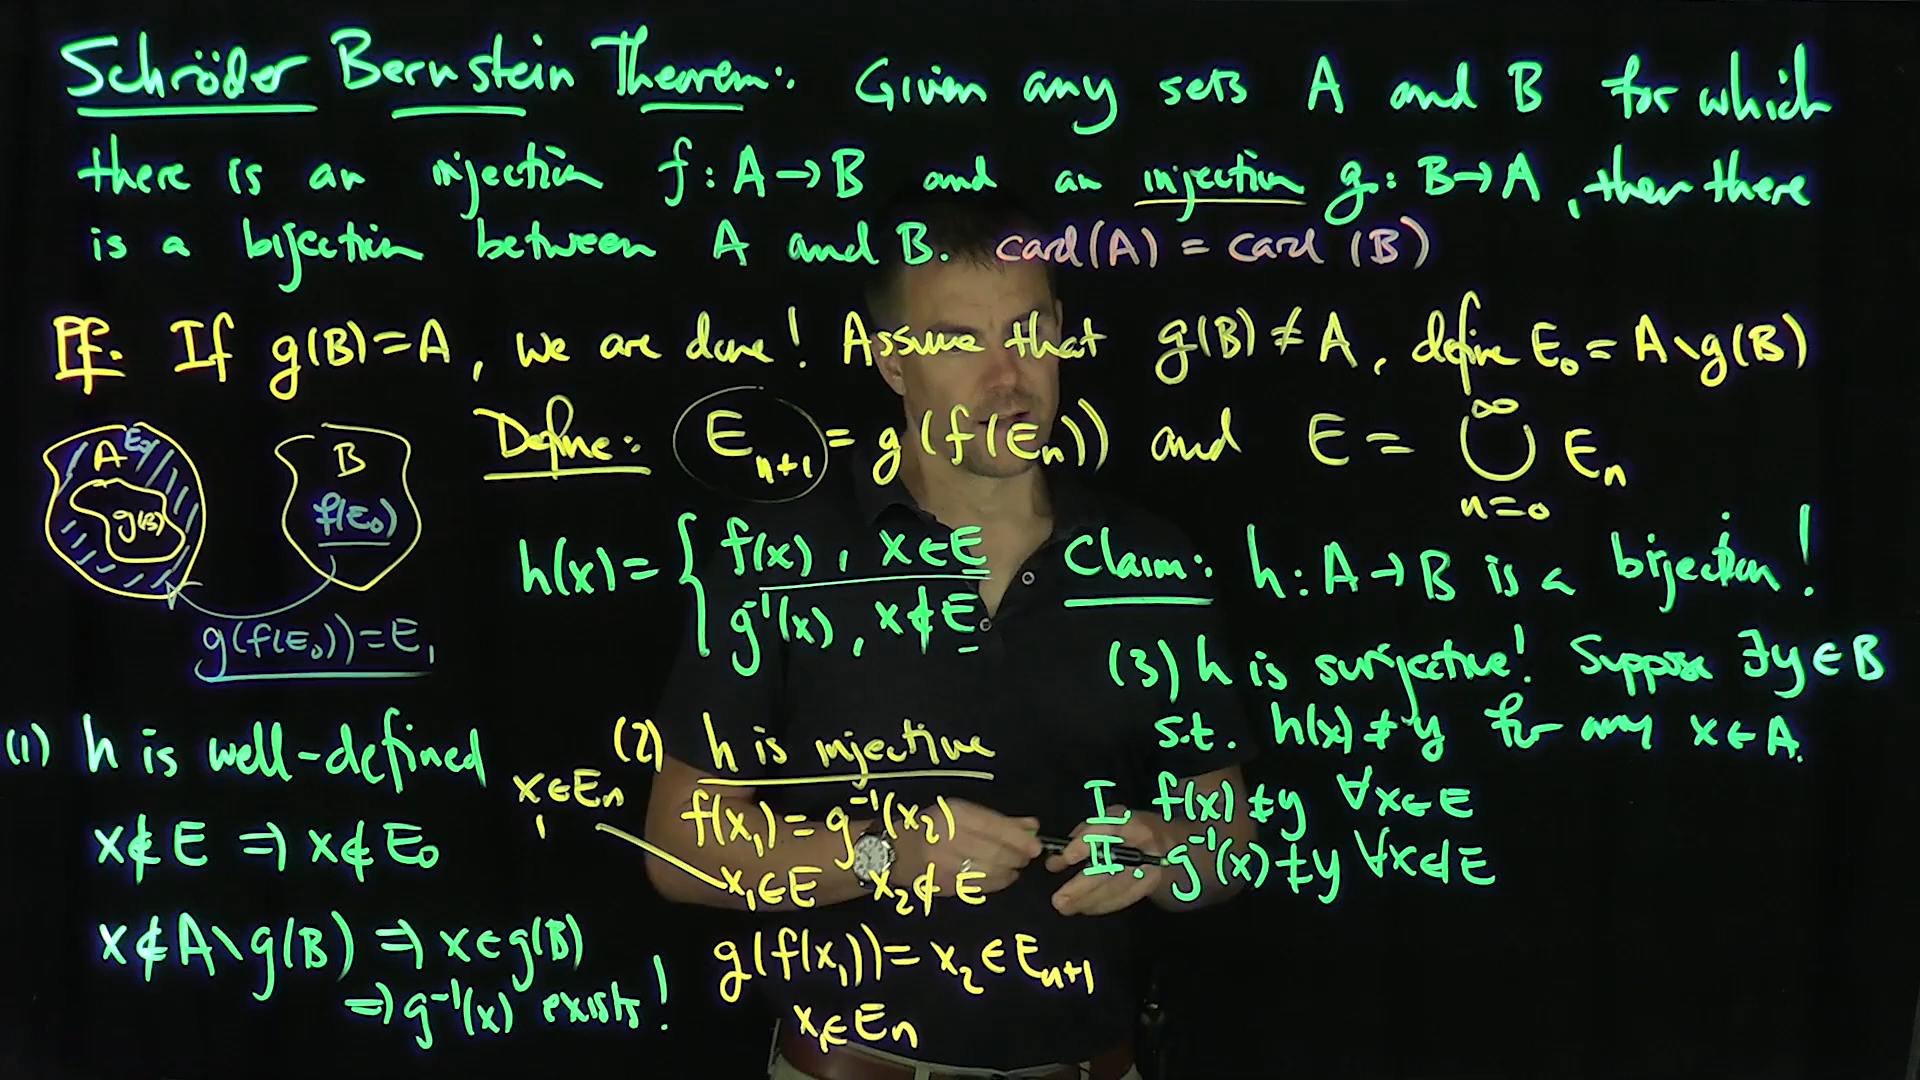 Schröder Bernstein Theorem: Given any sets A and B for which
there is an injection f: A→B and an injection g: B→A, then there
is a bijection between A and B. card(A) = card (B)
Pf. If g(B)=A, we are done! Assume that g(B)≠A, define E₀ = A∖g(B)
A E₀
g(B)
B
f(E₀)
g(f(E₀))=E₁
Define: Eₙ₊₁ = g(f(Eₙ)) and E = ⋃_{n=0}^{∞} Eₙ
h(x) = { f(x), x∈E
g⁻¹(x), x∉E
Claim: h: A→B is a bijection!
(1) h is well-defined
x∉E ⇒ x∉E₀
x∉A∖g(B) ⇒ x∈g(B)
⇒ g⁻¹(x) exists!
(2) h is injective
x₁∈Eₙ
f(x₁) = g⁻¹(x₂)
x₁∈E x₂∉E
g(f(x₁)) = x₂∈Eₙ₊₁
x₁∈Eₙ
(3) h is surjective! Suppose ∃y∈B
s.t. h(x)≠y for any x∈A.
I. f(x)≠y ∀x∈E
II. g⁻¹(x)≠y ∀x∉E